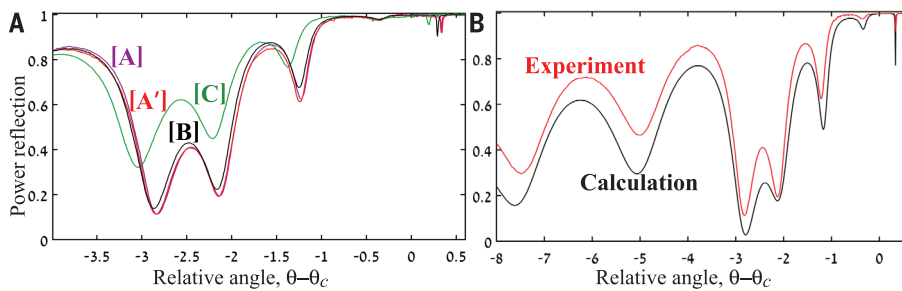 A
B
Power reflection
1
0.8
0.6
0.4
0.2
0
[A]
[A′]
[B]
[C]
-3.5 -3 -2.5 -2 -1.5 -1 -0.5 0 0.5
Relative angle, θ–θc
1
0.8
0.6
0.4
0.2
0
Experiment
Calculation
-8 -7 -6 -5 -4 -3 -2 -1 0
Relative angle, θ–θc